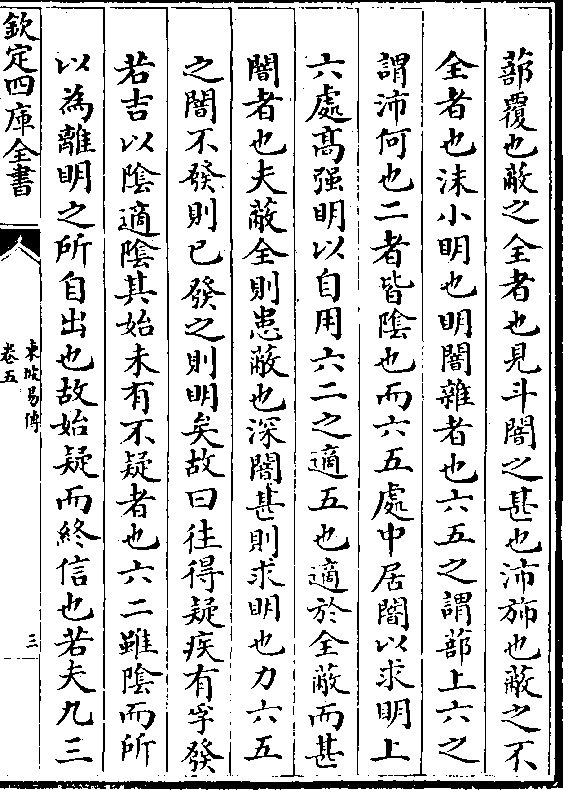 蔀覆也蔽之全者也見斗闇之甚也沛斾也蔽之不
全者也沬小明也明闇雜者也六五之謂蔀上六之
謂沛何也二者皆陰也而六五處中居闇以求明上
六處髙强明以自用六二之適五也適於全蔽而甚
闇者也夫蔽全則患蔽也深闇甚則求明也力六五
之闇不發則已發之則明矣故曰往得疑疾有孚發
若吉以陰適陰其始未有不疑者也六二雖陰而所
以為離明之所自出也故始疑而終信也若夫九三
欽定四庫全書
東坡易傳
卷五
三